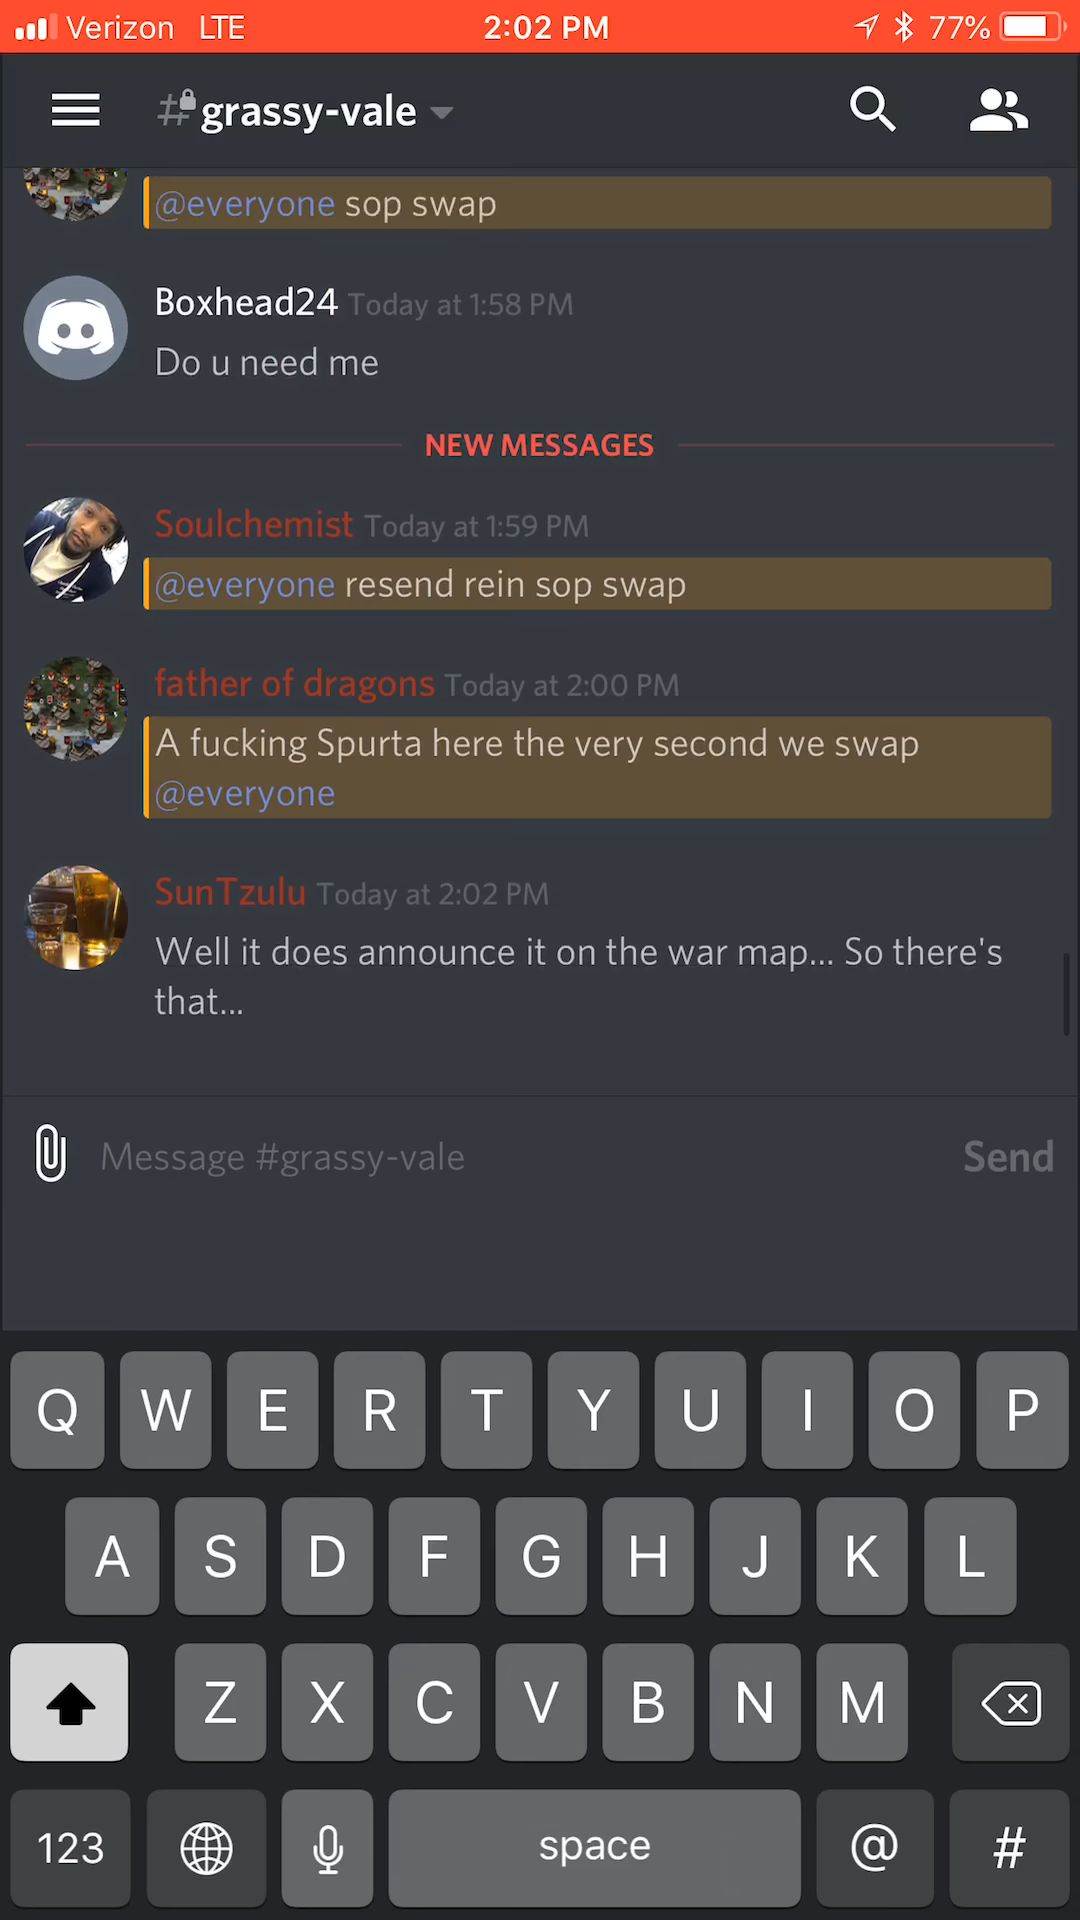 Verizon LTE 2:02 PM 77%
#grassy-vale
@everyone sop swap
Boxhead24 Today at 1:58 PM
Do u need me
NEW MESSAGES
Soulchemist Today at 1:59 PM
@everyone resend rein sop swap
father of dragons Today at 2:00 PM
A fucking Spurta here the very second we swap
@everyone
SunTzulu Today at 2:02 PM
Well it does announce it on the war map... So there's
that...
Message #grassy-vale Send
Q W E R T Y U I O P
A S D F G H J K L
Z X C V B N M
123 space @ #